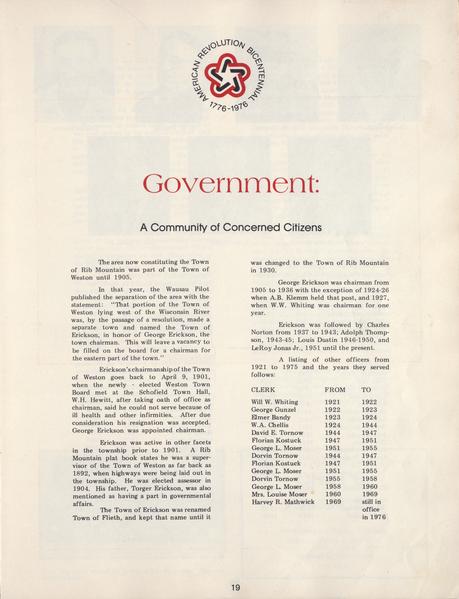 AMERICAN REVOLUTION BICENTENNIAL
1776-1976
Government:
A Community of Concerned Citizens
The area now constituting the Town
of Rib Mountain was part of the Town of
Weston until 1905.
In that year, the Wausau Pilot
published the separation of the area with the
statement: "That portion of the Town of
Weston lying west of the Wisconsin River
was, by the passage of a resolution, made a
separate town and named the Town of
Erickson, in honor of George Erickson, the
town chairman. This will leave a vacancy to
be filled on the board for a chairman for
the eastern part of the town."
Erickson's chairmanship of the Town
of Weston goes back to April 9, 1901,
when the newly - elected Weston Town
Board met at the Schofield Town Hall,
W.H. Hewitt, after taking oath of office as
chairman, said he could not serve because of
ill health and other infirmities. After due
consideration his resignation was accepted.
George Erickson was appointed chairman.
Erickson was active in other facets
in the township prior to 1901. A Rib
Mountain plat book states he was a super-
visor of the Town of Weston as far back as
1892, when highways were being laid out in
the township. He was elected assessor in
1904. His father, Torger Erickson, was also
mentioned as having a part in governmental
affairs.
The Town of Erickson was renamed
Town of Flieth, and kept that name until it
was changed to the Town of Rib Mountain
in 1930.
George Erickson was chairman from
1905 to 1936 with the exception of 1924-26
when A.B. Klemm held that post, and 1927,
when W.W. Whiting was chairman for one
year.
Erickson was followed by Charles
Norton from 1937 to 1943; Adolph Thomp-
son, 1943-45; Louis Dustin 1946-1950, and
LeRoy Jonas Jr., 1951 until the present.
A listing of other officers from
1921 to 1975 and the years they served
follows:
CLERK FROM TO
Will W. Whiting 1921 1922
George Gunzel 1922 1923
Elmer Bandy 1923 1924
W.A. Chellis 1924 1944
David E. Tornow 1944 1947
Florian Kostuck 1947 1951
George L. Moser 1951 1955
Dorvin Tornow 1944 1947
Florian Kostuck 1947 1951
George L. Moser 1951 1955
Dorvin Tornow 1955 1958
George L. Moser 1958 1960
Mrs. Louise Moser 1960 1969
Harvey R. Mathwick 1969 still in
office
in 1976
19